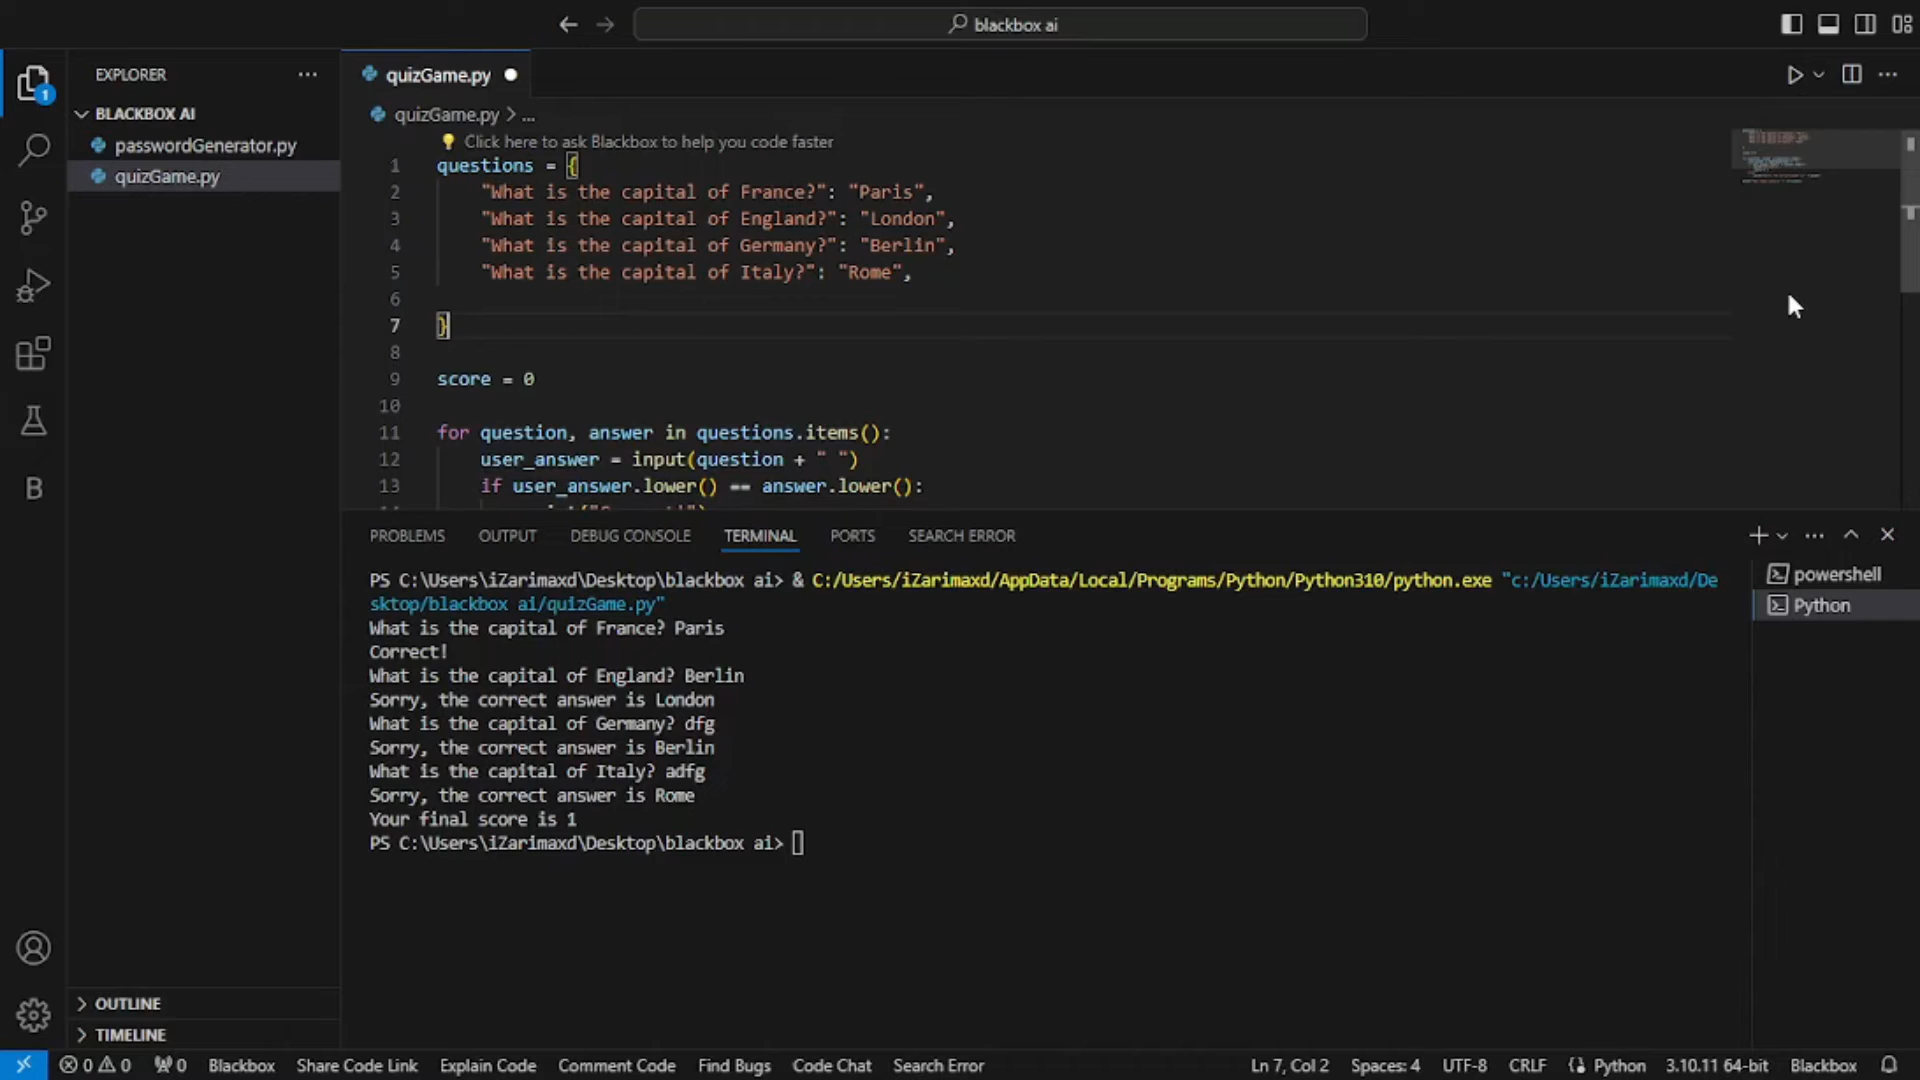 blackbox ai
EXPLORER
BLACKBOX AI
passwordGenerator.py
quizGame.py
OUTLINE
TIMELINE
quizGame.py
quizGame.py > ...
Click here to ask Blackbox to help you code faster
1 questions = {
2 "What is the capital of France?": "Paris",
3 "What is the capital of England?": "London",
4 "What is the capital of Germany?": "Berlin",
5 "What is the capital of Italy?": "Rome",
6
7 }
8
9 score = 0
10
11 for question, answer in questions.items():
12 user_answer = input(question + " ")
13 if user_answer.lower() == answer.lower():
PROBLEMS OUTPUT DEBUG CONSOLE TERMINAL PORTS SEARCH ERROR
PS C:\Users\iZarimaxd\Desktop\blackbox ai> & C:/Users/iZarimaxd/AppData/Local/Programs/Python/Python310/python.exe "c:/Users/iZarimaxd/De
sktop/blackbox ai/quizGame.py"
What is the capital of France? Paris
Correct!
What is the capital of England? Berlin
Sorry, the correct answer is London
What is the capital of Germany? dfg
Sorry, the correct answer is Berlin
What is the capital of Italy? adfg
Sorry, the correct answer is Rome
Your final score is 1
PS C:\Users\iZarimaxd\Desktop\blackbox ai>
powershell
Python
0 0 0 Blackbox Share Code Link Explain Code Comment Code Find Bugs Code Chat Search Error Ln 7, Col 2 Spaces: 4 UTF-8 CRLF Python 3.10.11 64-bit Blackbox